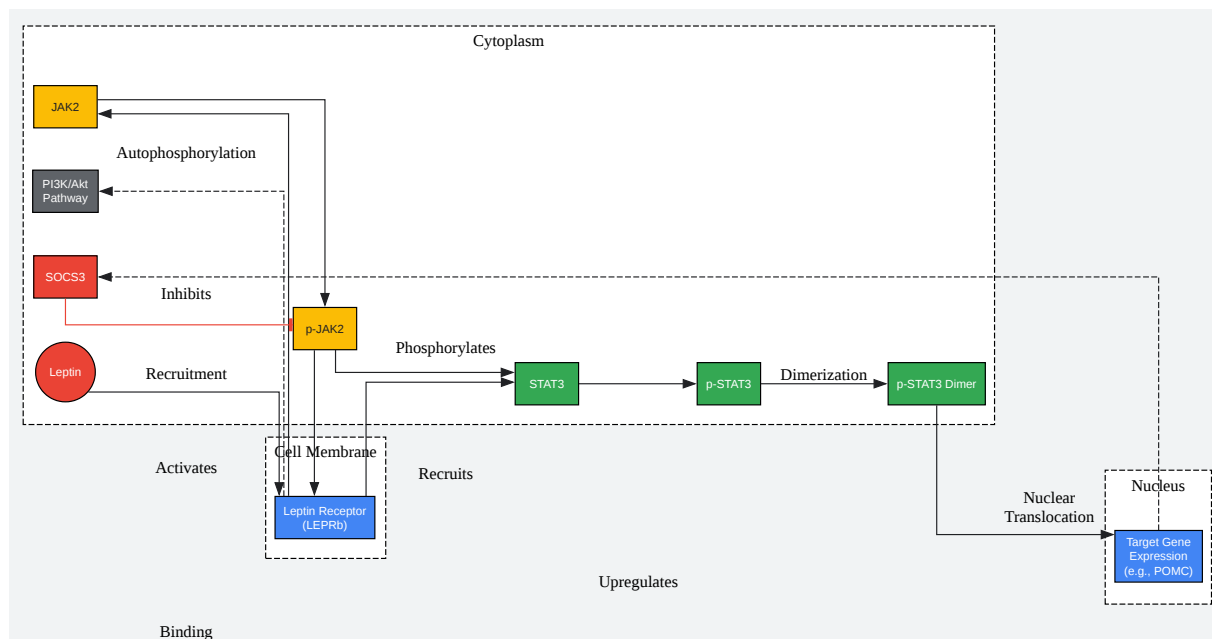 Cytoplasm
JAK2
Autophosphorylation
PI3K/Akt
Pathway
SOCS3
Inhibits
p-JAK2
Phosphorylates
Leptin
Recruitment
STAT3
p-STAT3
Dimerization
p-STAT3 Dimer
Cell Membrane
Activates
Recruits
Nucleus
Nuclear
Translocation
Leptin Receptor
(LEPRb)
Target Gene
Expression
(e.g., POMC)
Upregulates
Binding